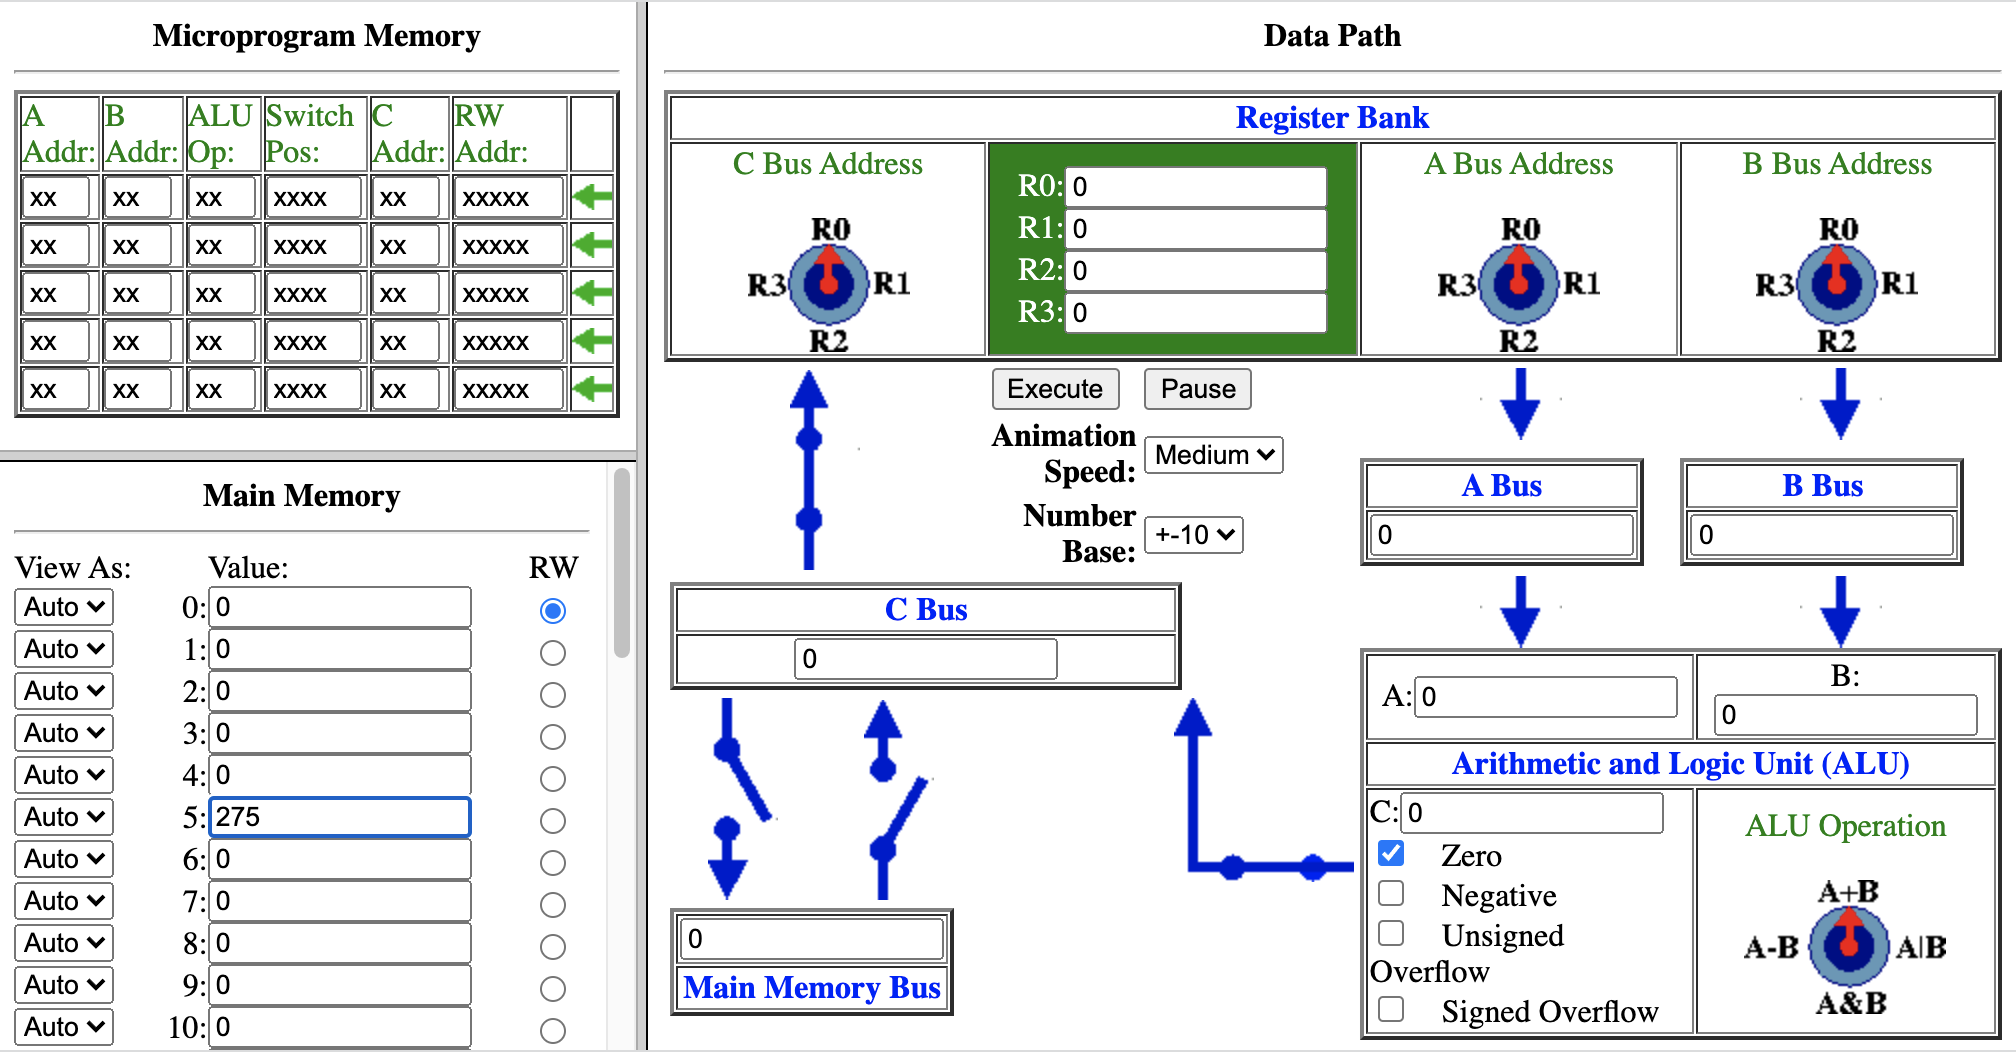 Microprogram Memory
A Addr: B Addr: ALU Op: Switch Pos: C Addr: RW Addr:
xx xx xx xxxx xx xxxxx
xx xx xx xxxx xx xxxxx
xx xx xx xxxx xx xxxxx
xx xx xx xxxx xx xxxxx
xx xx xx xxxx xx xxxxx
Main Memory
View As: Value: RW
Auto 0: 0
Auto 1: 0
Auto 2: 0
Auto 3: 0
Auto 4: 0
Auto 5: 275
Auto 6: 0
Auto 7: 0
Auto 8: 0
Auto 9: 0
Auto 10: 0
Data Path
Register Bank
C Bus Address
R0
R3 R1
R2
R0: 0
R1: 0
R2: 0
R3: 0
A Bus Address
R0
R3 R1
R2
B Bus Address
R0
R3 R1
R2
Execute Pause
Animation
Speed: Medium
Number
Base: +-10
A Bus
0
B Bus
0
C Bus
0
0
Main Memory Bus
A: 0
B:
0
Arithmetic and Logic Unit (ALU)
C: 0
Zero
Negative
Unsigned
Overflow
Signed Overflow
ALU Operation
A+B
A-B A|B
A&B